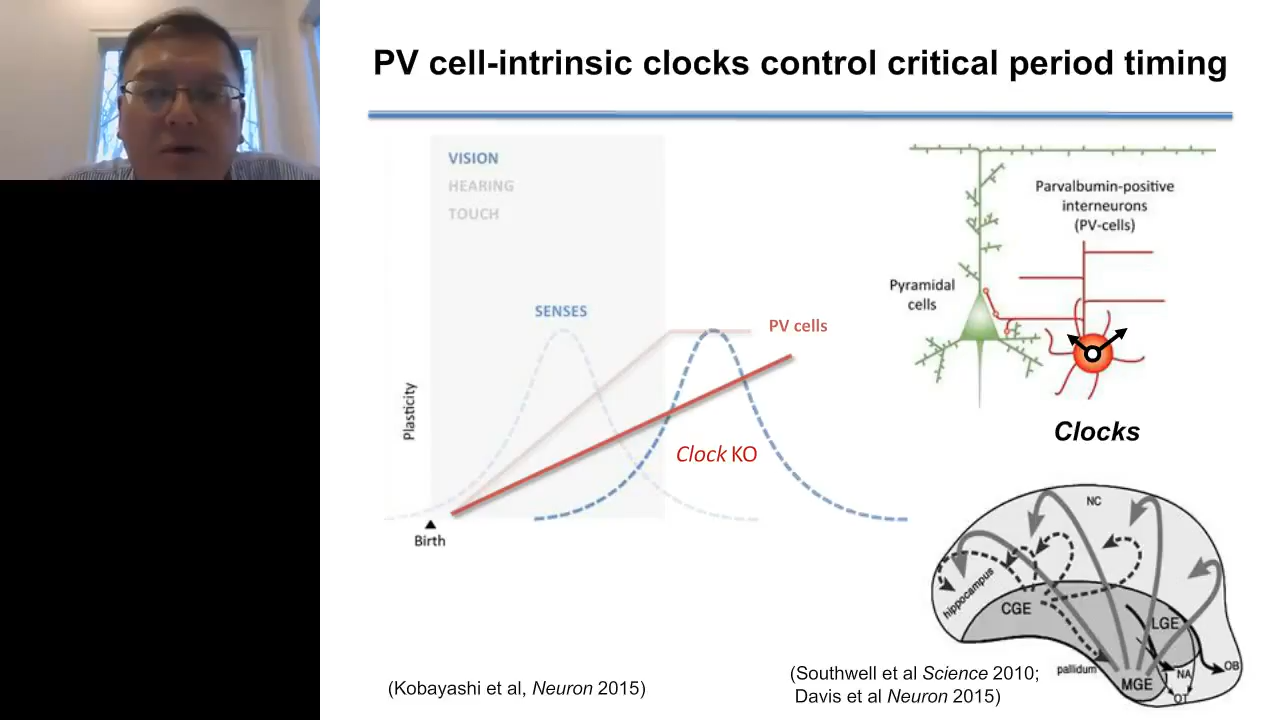 PV cell-intrinsic clocks control critical period timing
VISION
HEARING
TOUCH
SENSES
PV cells
Plasticity
Clock KO
Birth
Parvalbumin-positive
interneurons
(PV-cells)
Pyramidal
cells
Clocks
NC
hippocampus
CGE
LGE
pallidum
MGE
NA
OT
OB
(Kobayashi et al, Neuron 2015)
(Southwell et al Science 2010;
Davis et al Neuron 2015)